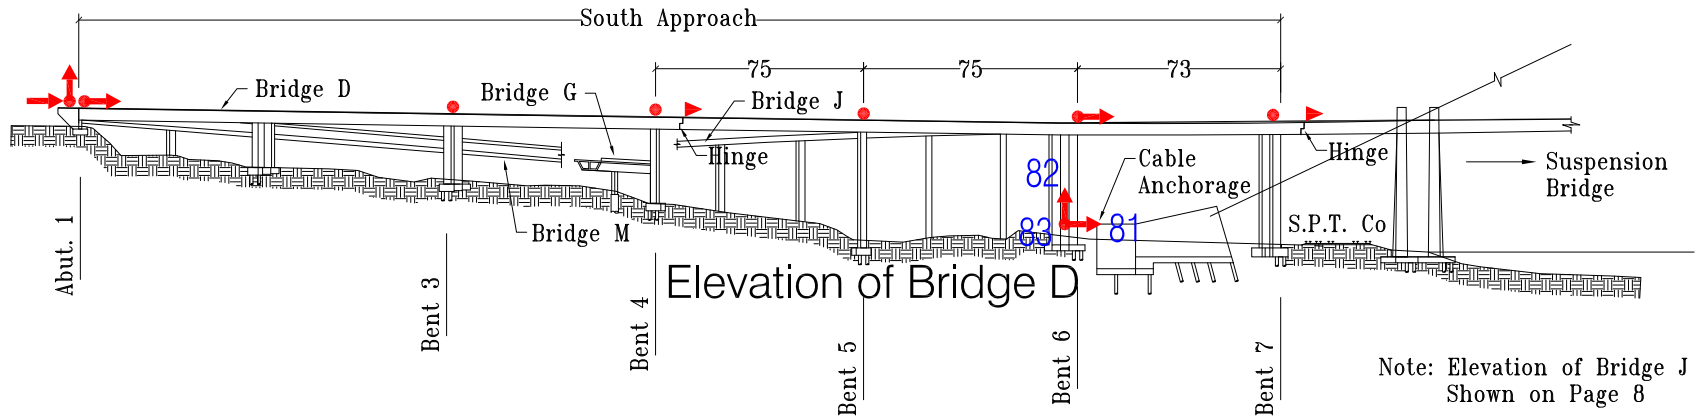 South Approach
75
75
73
Bridge D
Bridge G
Bridge J
Hinge
Hinge
Cable
Anchorage
Suspension
Bridge
82
83
81
S.P.T. Co
Bridge M
Elevation of Bridge D
Abut. 1
Bent 3
Bent 4
Bent 5
Bent 6
Bent 7
Note: Elevation of Bridge J
Shown on Page 8